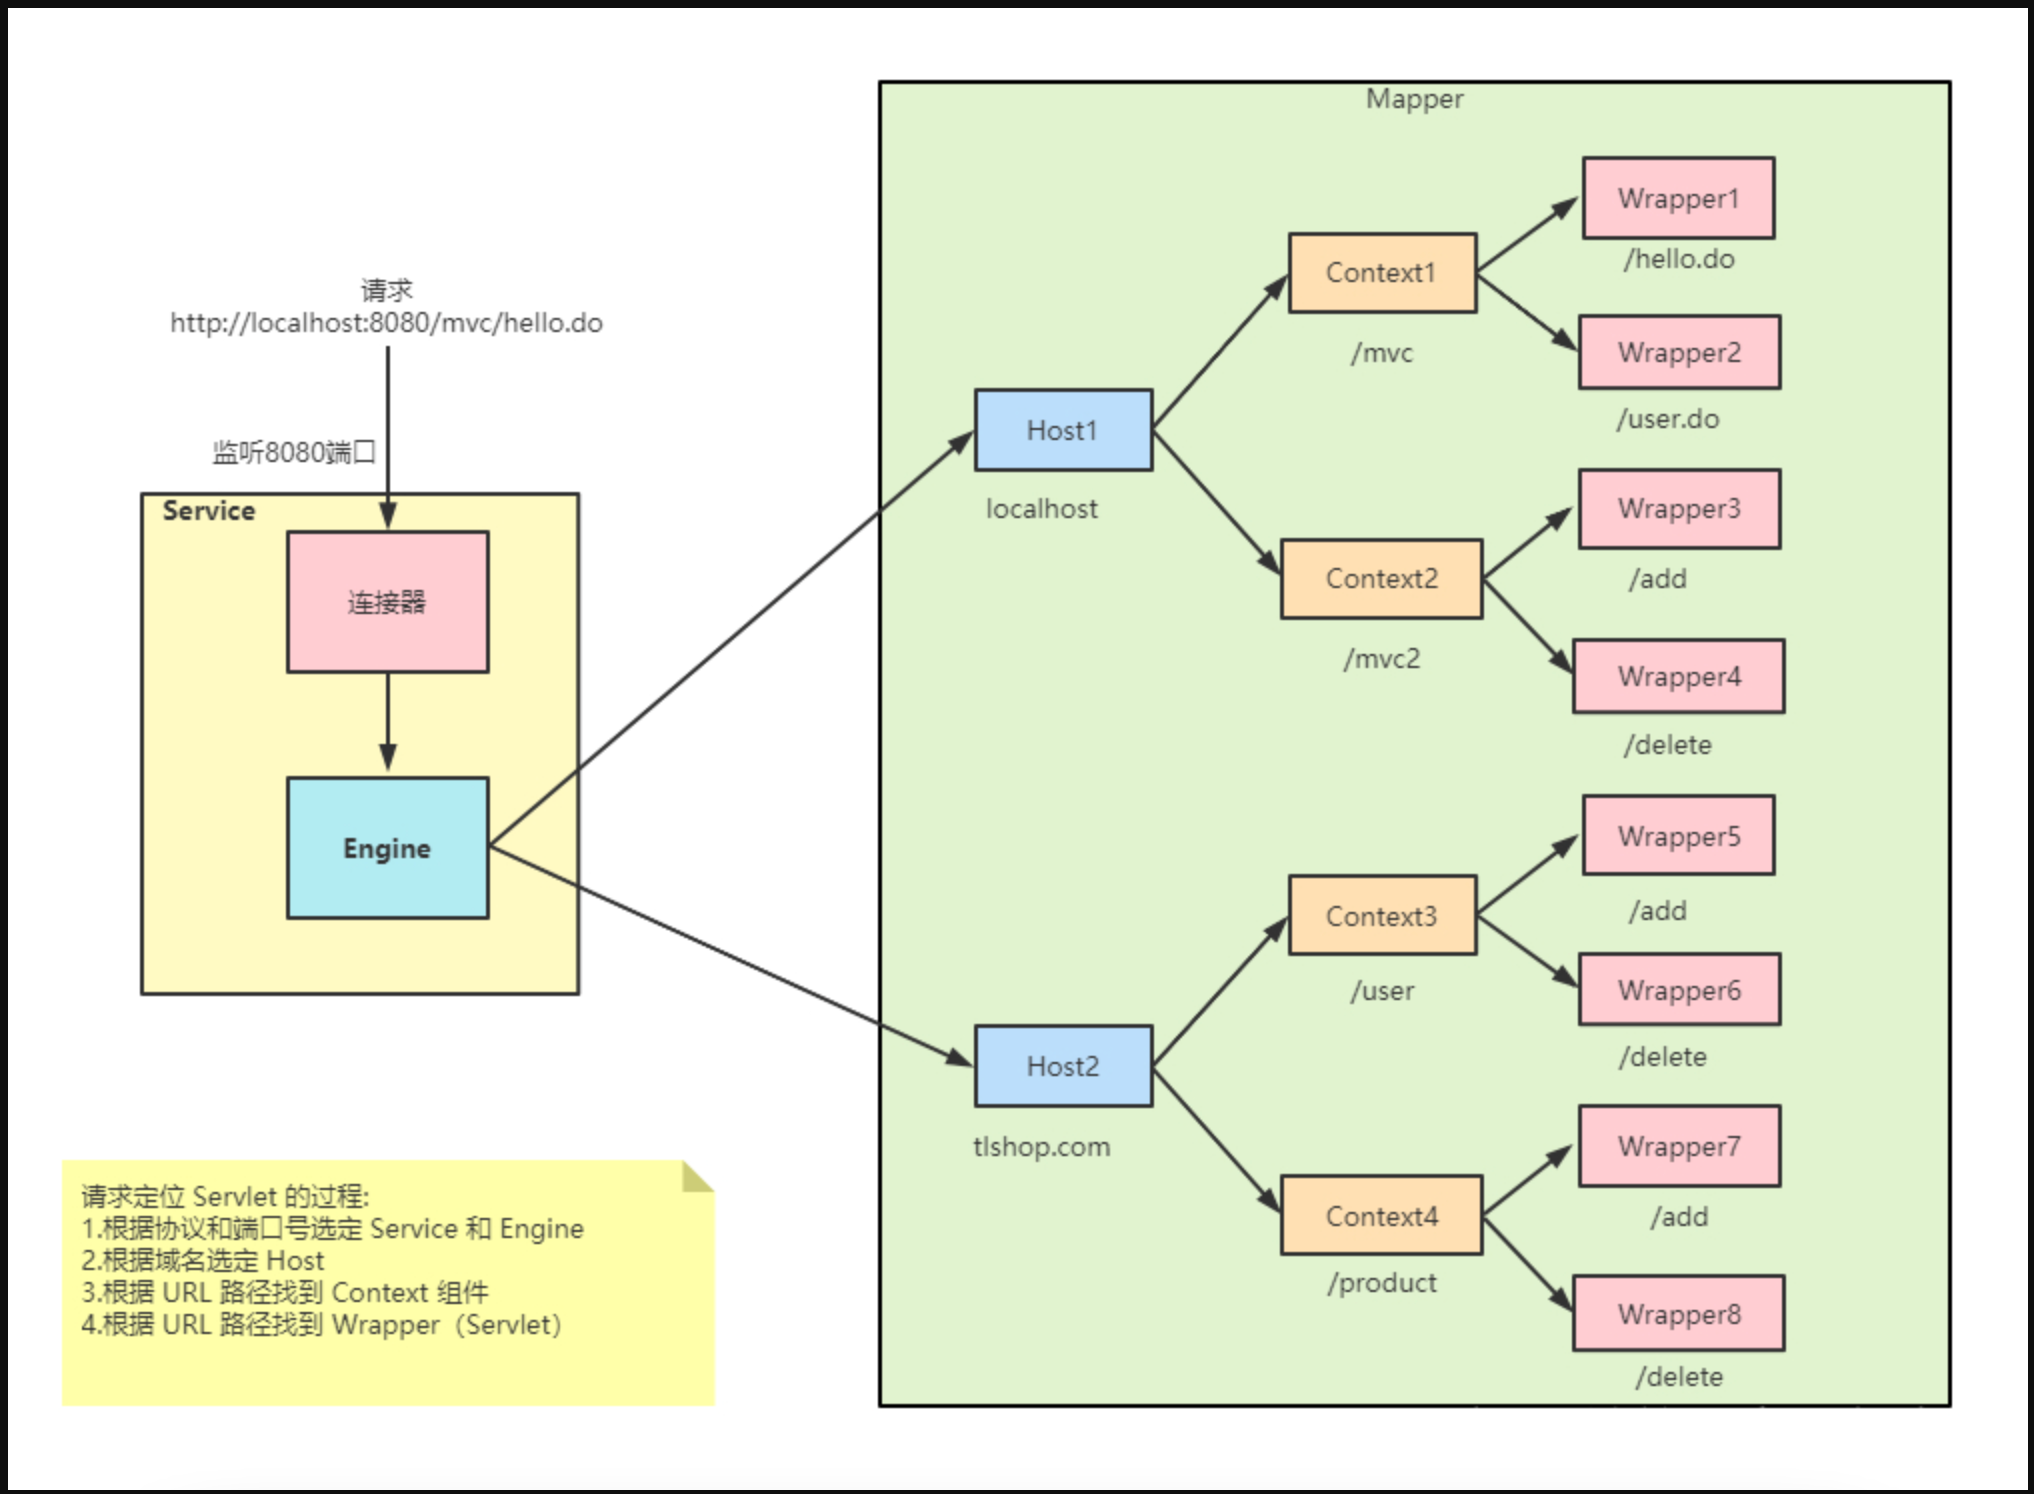 Mapper
请求
http://localhost:8080/mvc/hello.do
监听8080端口
Service
连接器
Engine
Host1
localhost
Context1
/mvc
Wrapper1
/hello.do
Wrapper2
/user.do
Context2
/mvc2
Wrapper3
/add
Wrapper4
/delete
Host2
tlshop.com
Context3
/user
Wrapper5
/add
Wrapper6
/delete
Context4
/product
Wrapper7
/add
Wrapper8
/delete
请求定位 Servlet 的过程:
1.根据协议和端口号选定 Service 和 Engine
2.根据域名选定 Host
3.根据 URL 路径找到 Context 组件
4.根据 URL 路径找到 Wrapper（Servlet）